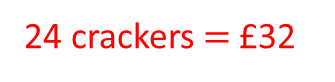 24 crackers = £32